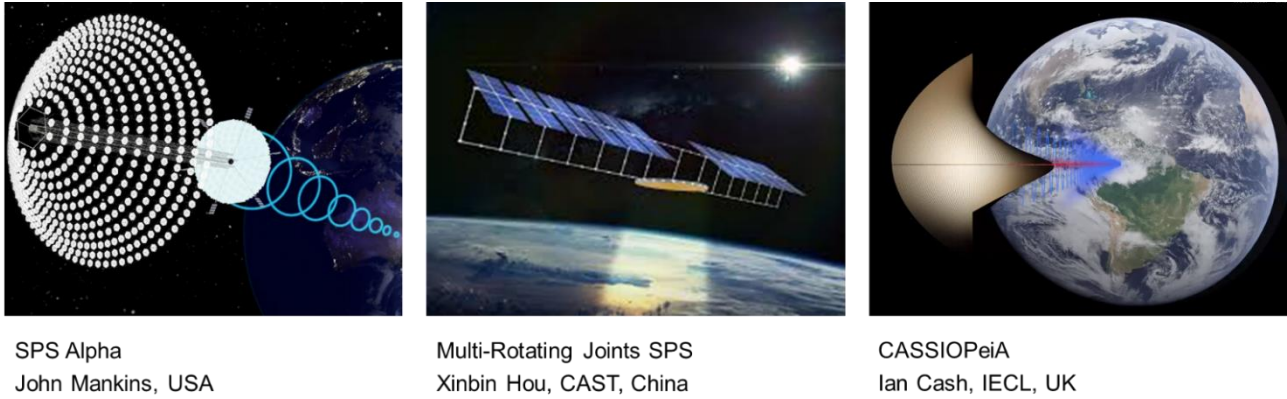 SPS Alpha
John Mankins, USA
Multi-Rotating Joints SPS
Xinbin Hou, CAST, China
CASSIOPeiA
Ian Cash, IECL, UK